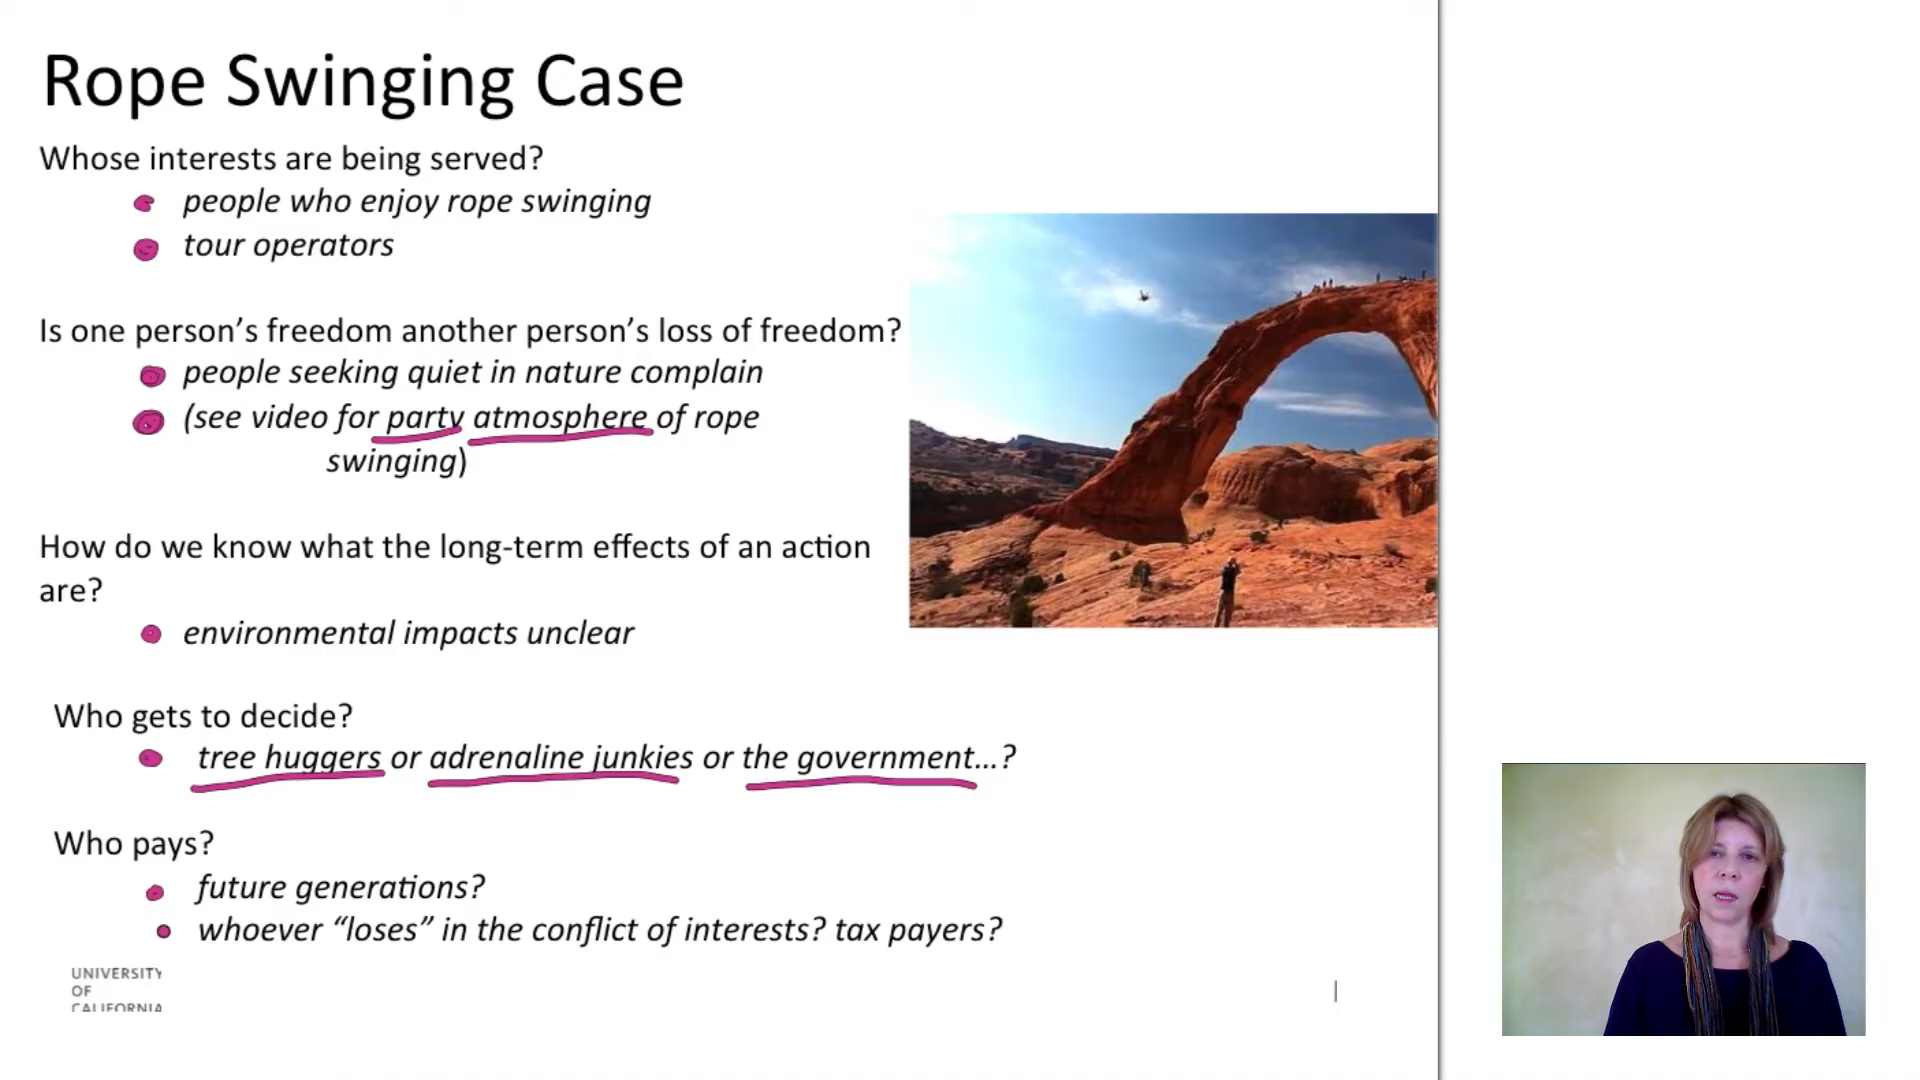 Rope Swinging Case
Whose interests are being served?
people who enjoy rope swinging
tour operators
Is one person’s freedom another person’s loss of freedom?
people seeking quiet in nature complain
(see video for party atmosphere of rope
swinging)
How do we know what the long-term effects of an action
are?
environmental impacts unclear
Who gets to decide?
tree huggers or adrenaline junkies or the government...?
Who pays?
future generations?
whoever “loses” in the conflict of interests? tax payers?
UNIVERSITY
OF
CALIFORNIA